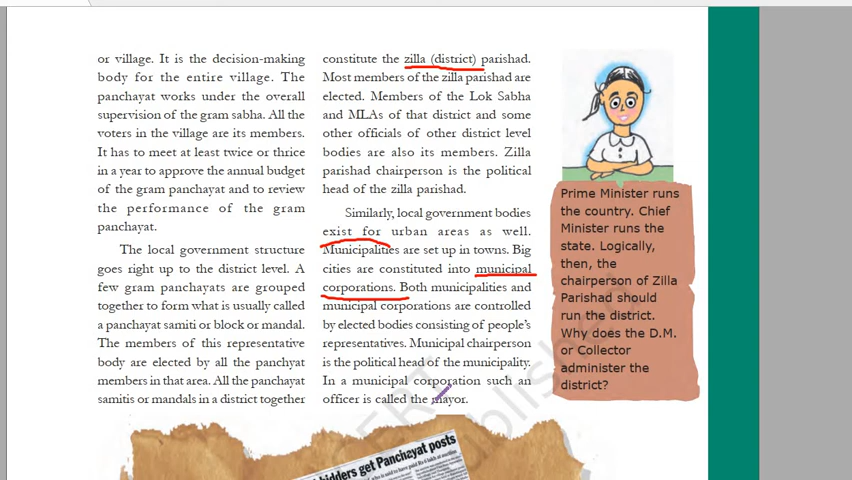 or village. It is the decision-making
body for the entire village. The
panchayat works under the overall
supervision of the gram sabha. All the
voters in the village are its members.
It has to meet at least twice or thrice
in a year to approve the annual budget
of the gram panchayat and to review
the performance of the gram
panchayat.
The local government structure
goes right up to the district level. A
few gram panchayats are grouped
together to form what is usually called
a panchayat samiti or block or mandal.
The members of this representative
body are elected by all the panchyat
members in that area. All the panchayat
samitis or mandals in a district together
constitute the zilla (district) parishad.
Most members of the zilla parishad are
elected. Members of the Lok Sabha
and MLAs of that district and some
other officials of other district level
bodies are also its members. Zilla
parishad chairperson is the political
head of the zilla parishad.
Similarly, local government bodies
exist for urban areas as well.
Municipalities are set up in towns. Big
cities are constituted into municipal
corporations. Both municipalities and
municipal corporations are controlled
by elected bodies consisting of people's
representatives. Municipal chairperson
is the political head of the municipality.
In a municipal corporation such an
officer is called the mayor.
Prime Minister runs
the country. Chief
Minister runs the
state. Logically,
then, the
chairperson of Zilla
Parishad should
run the district.
Why does the D.M.
or Collector
administer the
district?
bidders get Panchayat posts